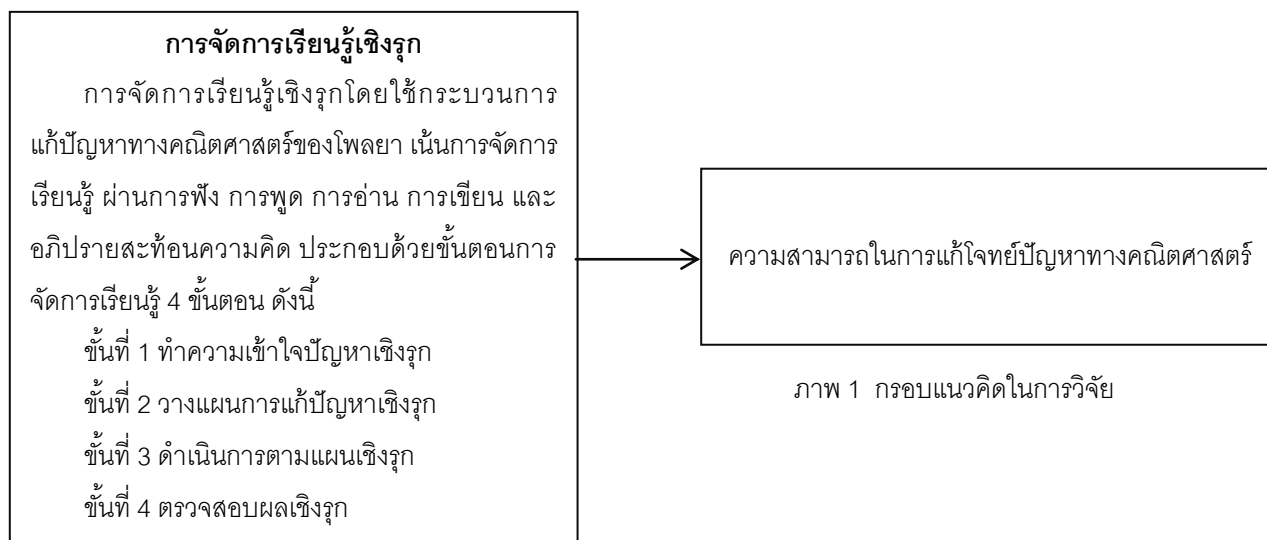 การจัดการเรียนรู้เชิงรุก
การจัดการเรียนรู้เชิงรุกโดยใช้กระบวนการ
แก้ปัญหาทางคณิตศาสตร์ของโพลยา เน้นการจัดการ
เรียนรู้ ผ่านการฟัง การพูด การอ่าน การเขียน และ
อภิปรายสะท้อนความคิด ประกอบด้วยขั้นตอนการ
จัดการเรียนรู้ 4 ขั้นตอน ดังนี้
ขั้นที่ 1 ทำความเข้าใจปัญหาเชิงรุก
ขั้นที่ 2 วางแผนการแก้ปัญหาเชิงรุก
ขั้นที่ 3 ดำเนินการตามแผนเชิงรุก
ขั้นที่ 4 ตรวจสอบผลเชิงรุก
ความสามารถในการแก้โจทย์ปัญหาทางคณิตศาสตร์
ภาพ 1 กรอบแนวคิดในการวิจัย